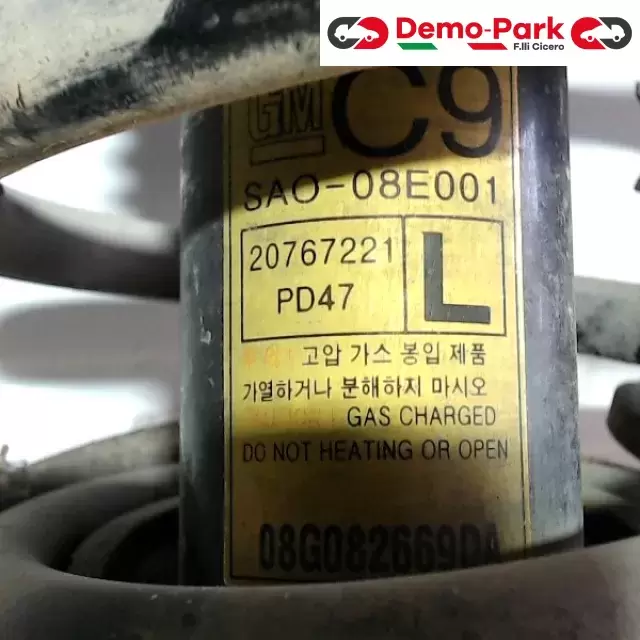 Demo-Park
F.lli Cicero
GM C9
SAO-08E001
20767221
PD47
L
고압 가스 봉입 제품
가열하거나 분해하지 마시오
GAS CHARGED
DO NOT HEATING OR OPEN
08G082669DA